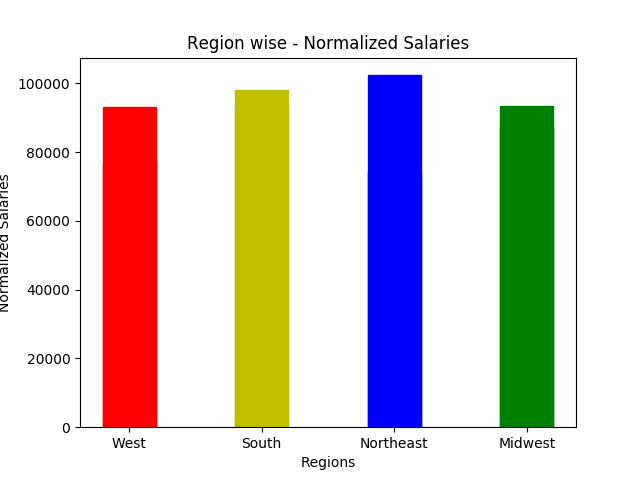 Region wise - Normalized Salaries
100000
80000
60000
40000
20000
0
Normalized Salaries
West South Northeast Midwest
Regions